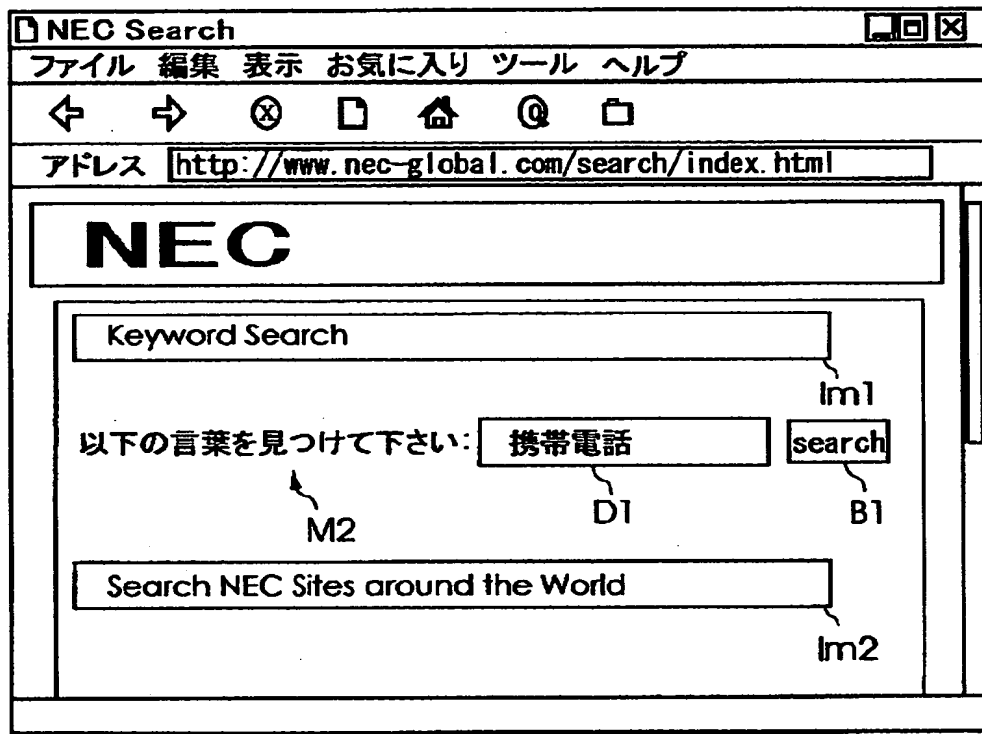 NEC Search
ファイル 編集 表示 お気に入り ツール ヘルプ
アドレス http://www.nec-global.com/search/index.html
NEC
Keyword Search
Im1
以下の言葉を見つけて下さい: 携帯電話 search
M2 D1 B1
Search NEC Sites around the World
Im2